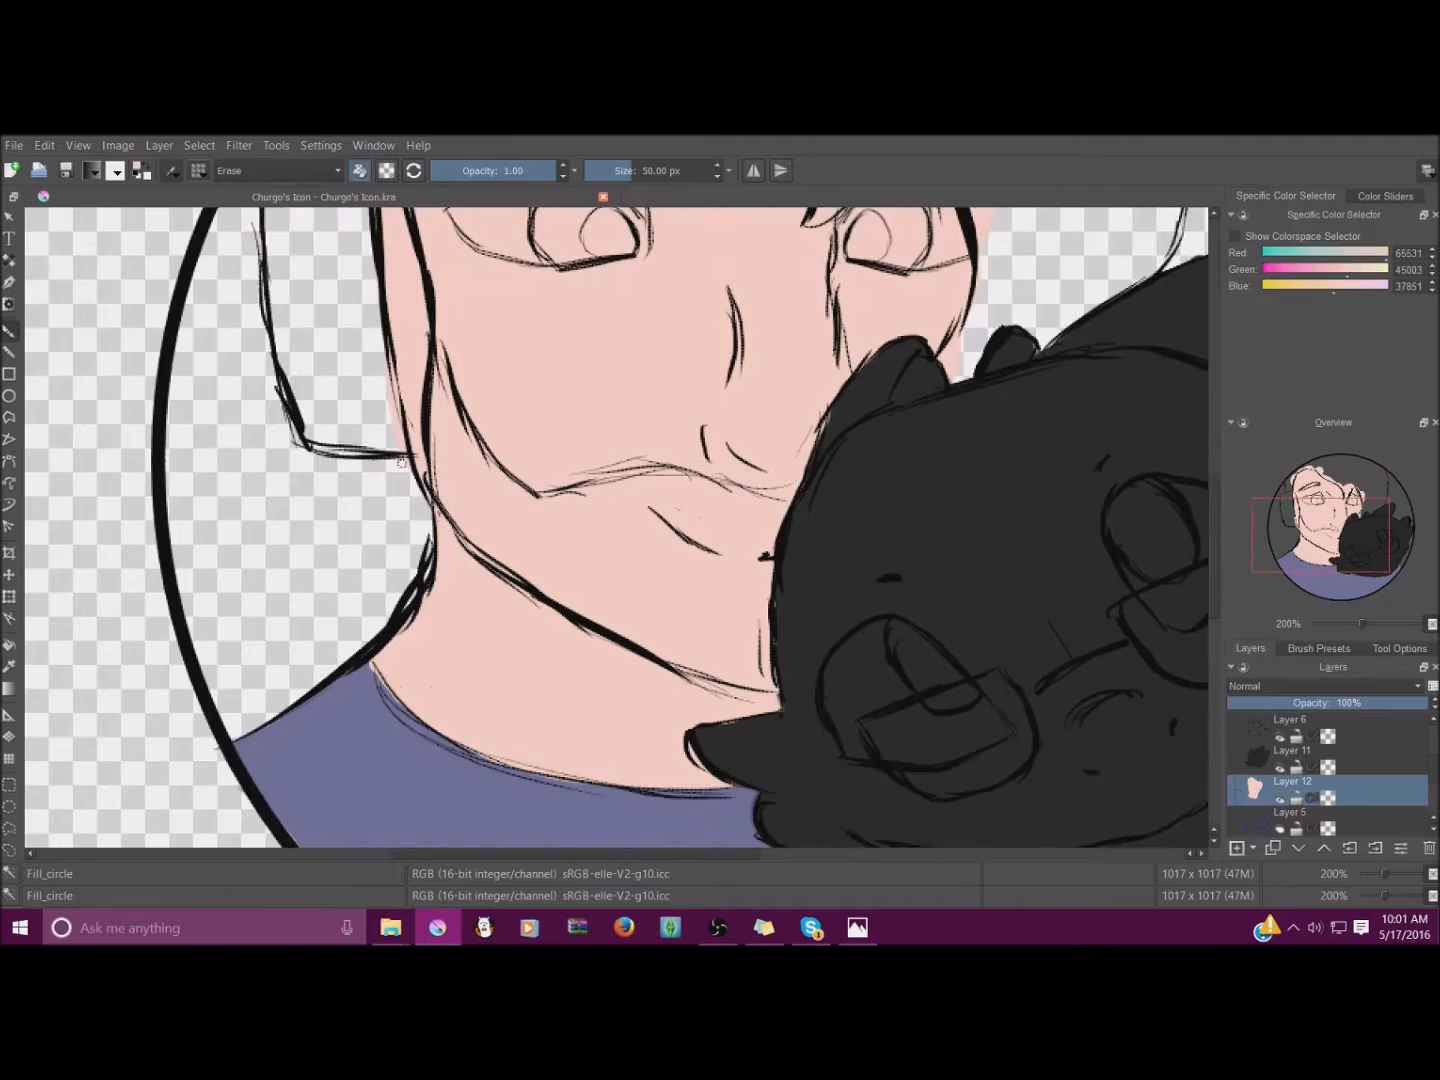 File Edit View Image Layer Select Filter Tools Settings Window Help
Erase Opacity: 1.00 Size: 50.00 px
Churgo's Icon - Churgo's Icon.kra
Specific Color Selector Color Sliders
Specific Color Selector
Show Colorspace Selector
Red: 65531
Green: 45003
Blue: 37851
Overview
200%
Layers Brush Presets Tool Options
Layers
Normal
Opacity: 100%
Layer 6
Layer 11
Layer 12
Layer 5
Fill_circle RGB (16-bit integer/channel) sRGB-elle-V2-g10.icc 1017 x 1017 (47M) 200%
Fill_circle RGB (16-bit integer/channel) sRGB-elle-V2-g10.icc 1017 x 1017 (47M) 200%
Ask me anything
10:01 AM
5/17/2016